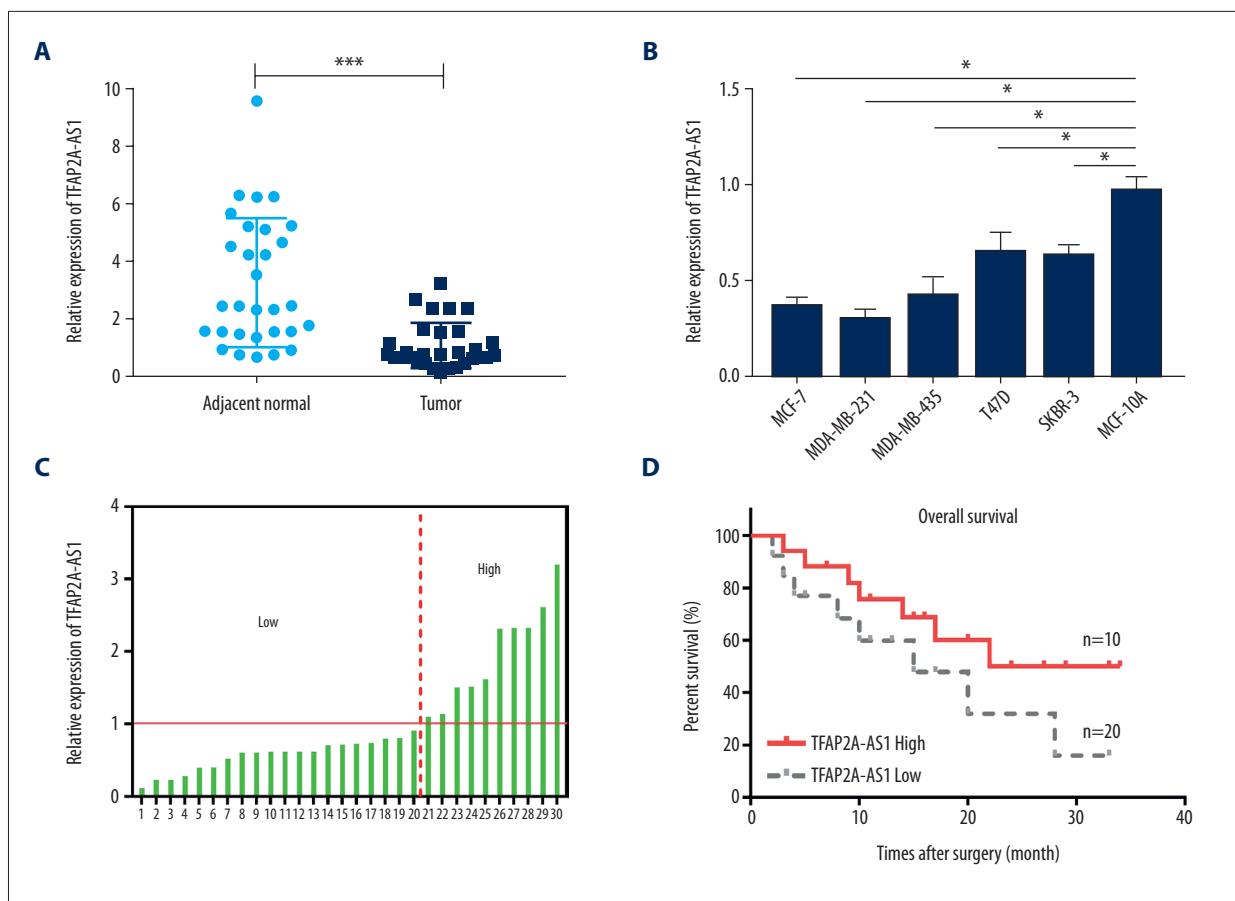 A
***
Relative expression of TFAP2A-AS1
10
8
6
4
2
0
Adjacent normal
Tumor
B
*
*
*
*
*
Relative expression of TFAP2A-AS1
1.5
1.0
0.5
0.0
MCF-7
MDA-MB-231
MDA-MB-435
T47D
SKBR-3
MCF-10A
C
Relative expression of TFAP2A-AS1
4
3
2
1
0
Low
High
1 2 3 4 5 6 7 8 9 10 11 12 13 14 15 16 17 18 19 20 21 22 23 24 25 26 27 28 29 30
D
Overall survival
Percent survival (%)
100
80
60
40
20
0
n=10
n=20
TFAP2A-AS1 High
TFAP2A-AS1 Low
0 10 20 30 40
Times after surgery (month)